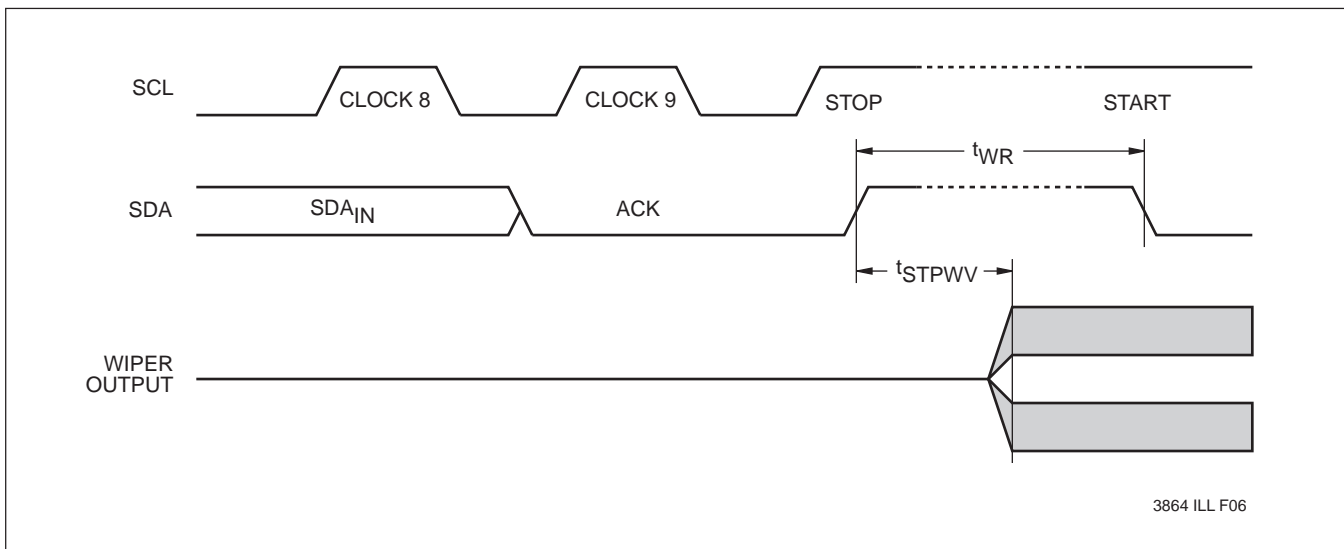 SCL
CLOCK 8
CLOCK 9
STOP
START
tWR
SDA
SDAIN
ACK
tSTPWV
WIPER
OUTPUT
3864 ILL F06